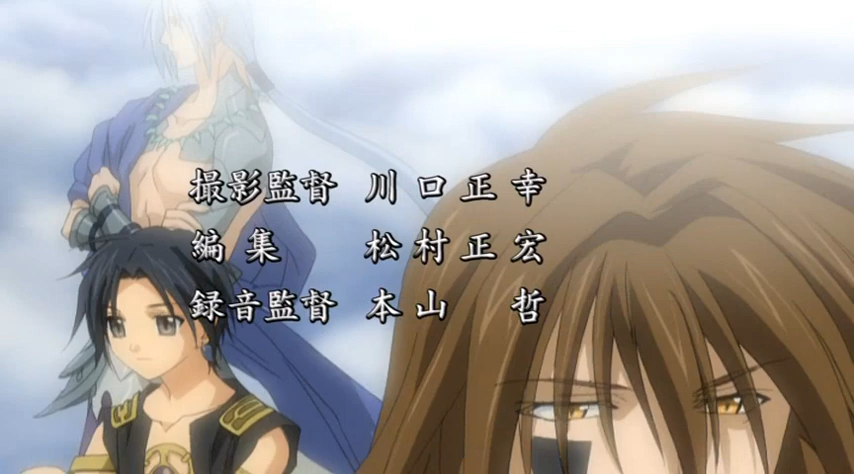 撮影監督 川口正幸
編集 松村正宏
録音監督 本山 哲